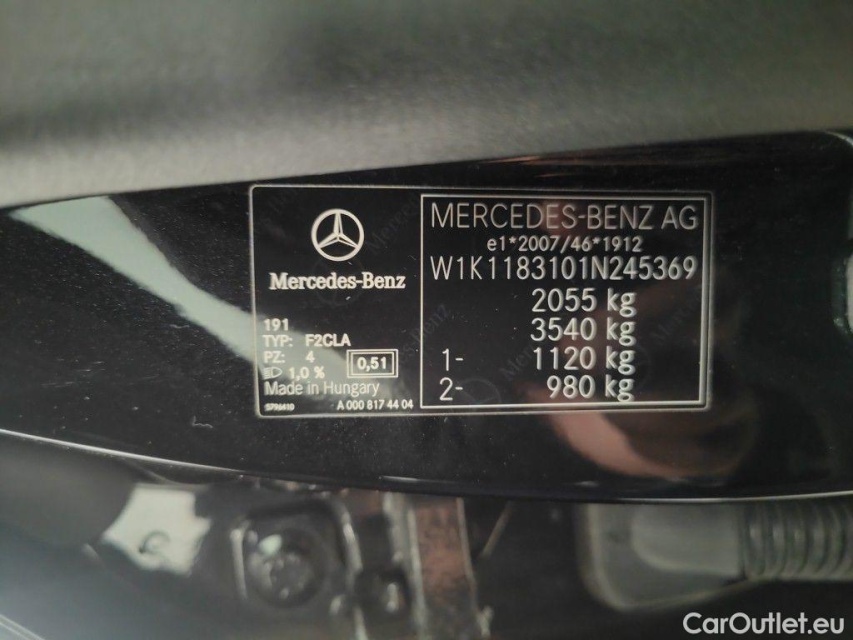 Mercedes-Benz
191
TYP: F2CLA
PZ: 4
1,0 % 0,51
Made in Hungary
A 000 817 44 04
MERCEDES-BENZ AG
e1*2007/46*1912
W1K1183101N245369
2055 kg
3540 kg
1- 1120 kg
2- 980 kg
CarOutlet.eu